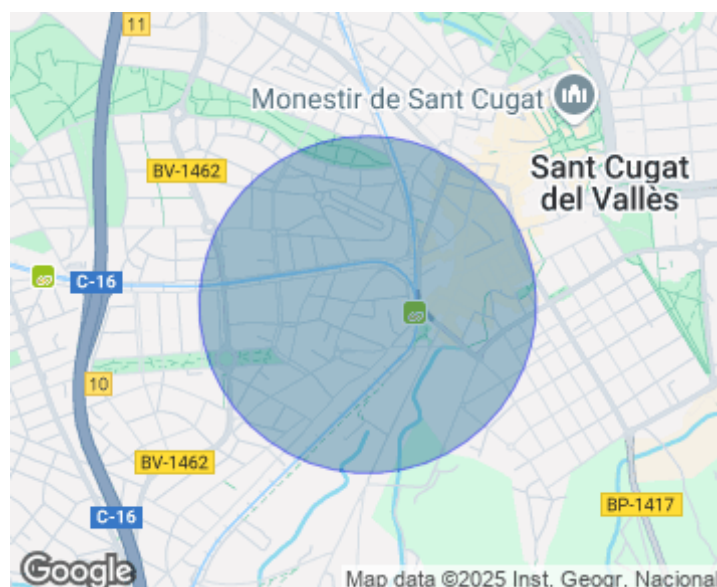 11
Monestir de Sant Cugat
BV-1462
Sant Cugat
del Vallès
C-16
10
BV-1462
BP-1417
C-16
Google
Map data ©2025 Inst. Geogr. Nacional